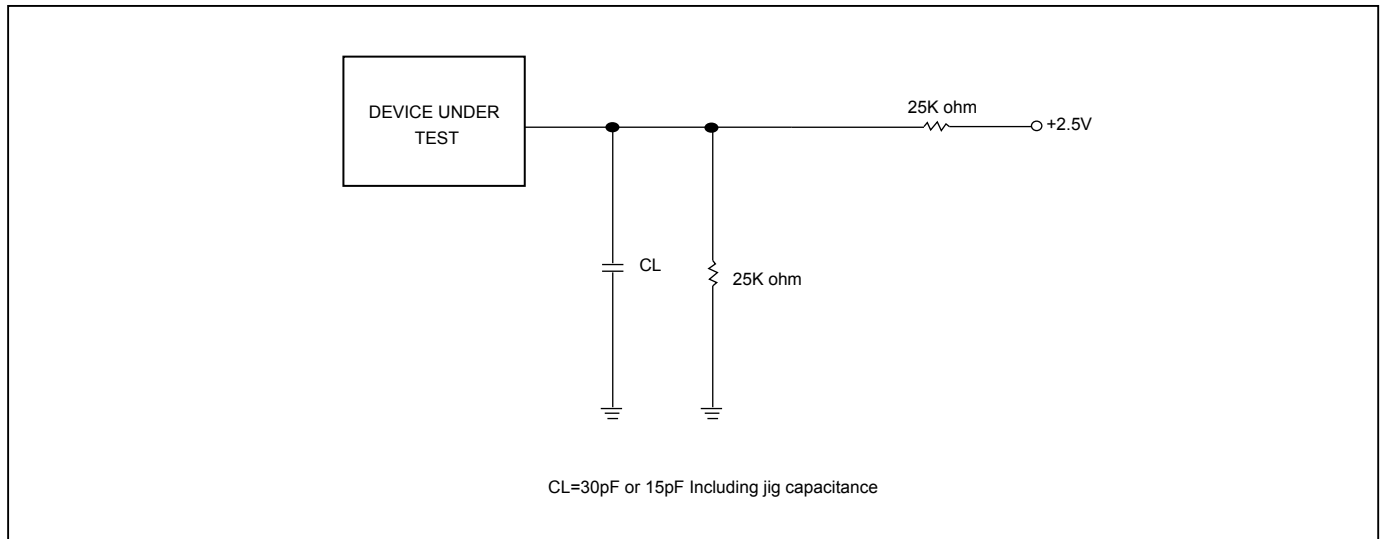 DEVICE UNDER
TEST
25K ohm
+2.5V
CL
25K ohm
CL=30pF or 15pF Including jig capacitance